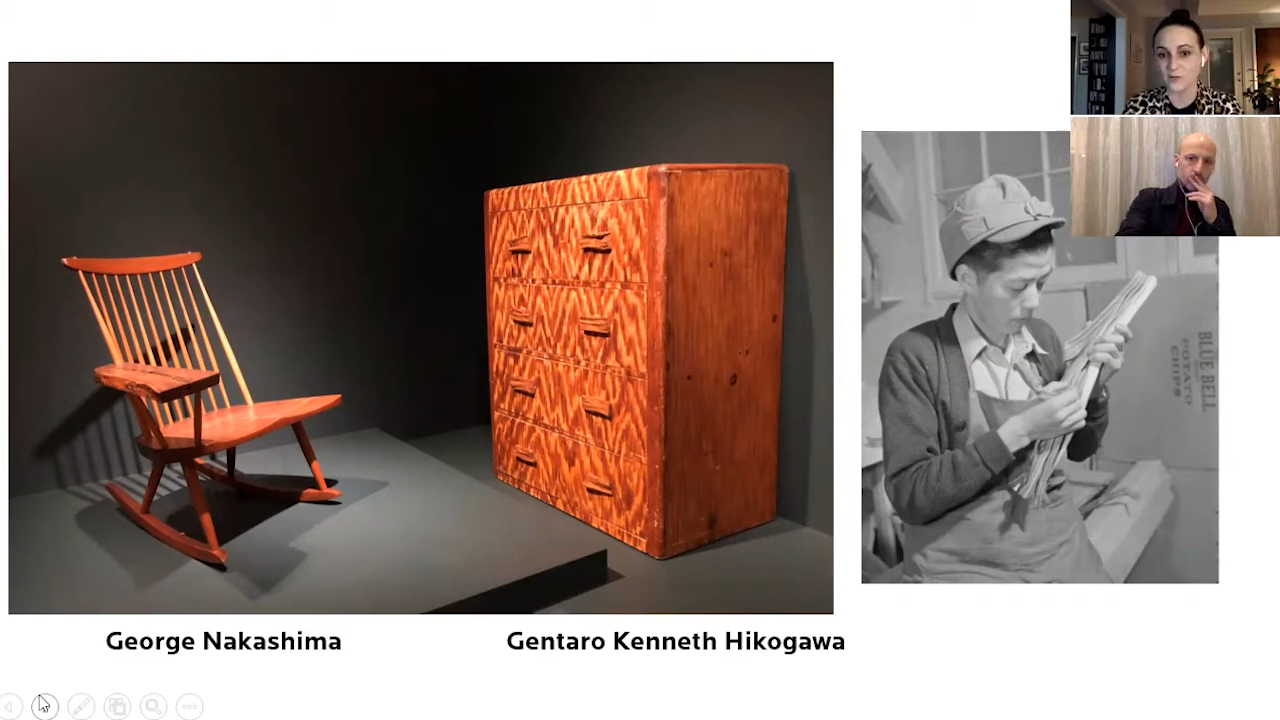 BLUE BELL
POTATO
CHIPS
George Nakashima
Gentaro Kenneth Hikogawa